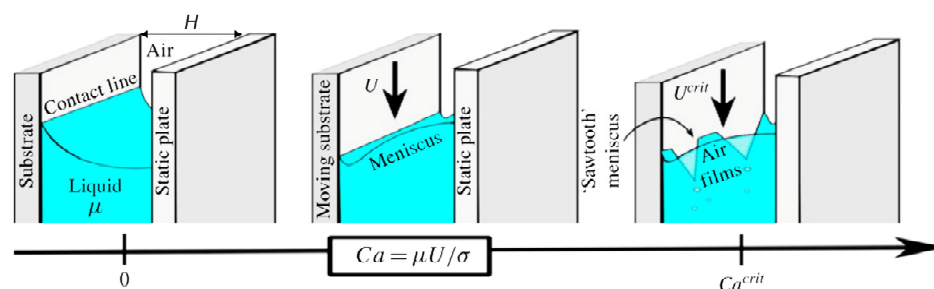 H
Air
Contact line
Substrate
Liquid
μ
Static plate
Moving substrate
U
Meniscus
Static plate
'Sawtooth'
meniscus
U^crit
Air
films
0
Ca = μU/σ
Ca^crit